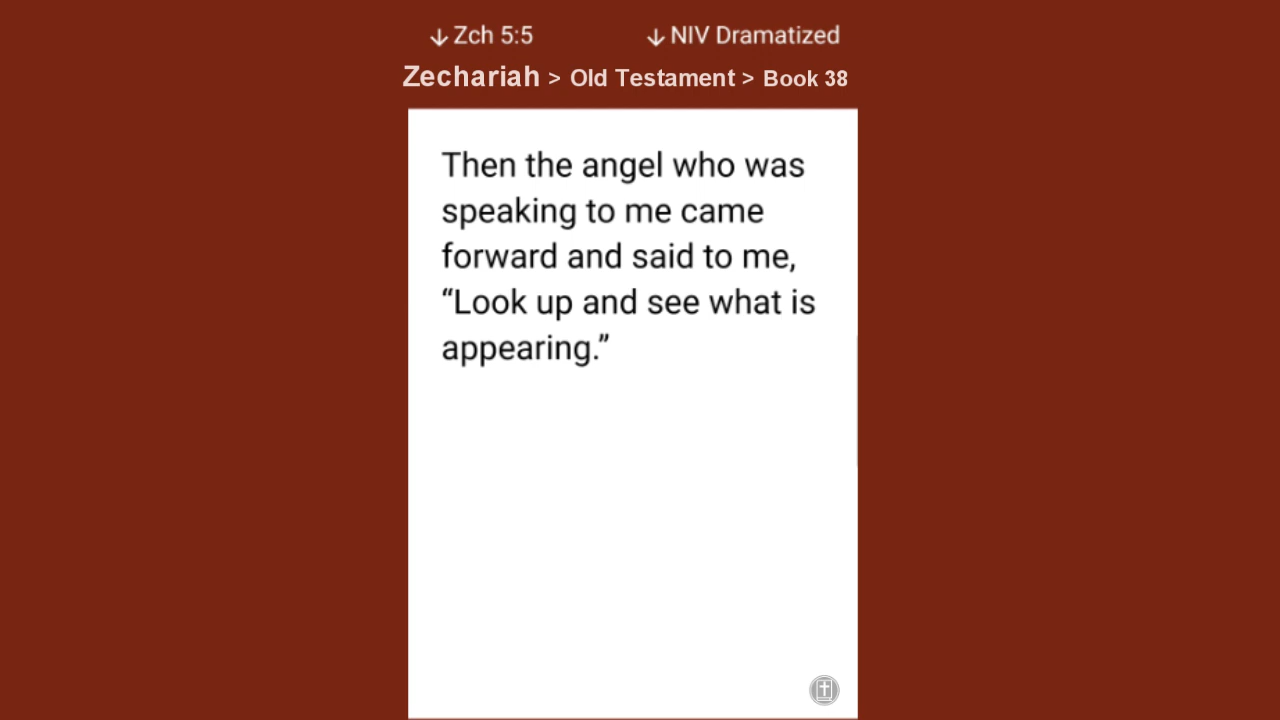 ↓ Zch 5:5 ↓ NIV Dramatized
Zechariah > Old Testament > Book 38
Then the angel who was
speaking to me came
forward and said to me,
“Look up and see what is
appearing.”